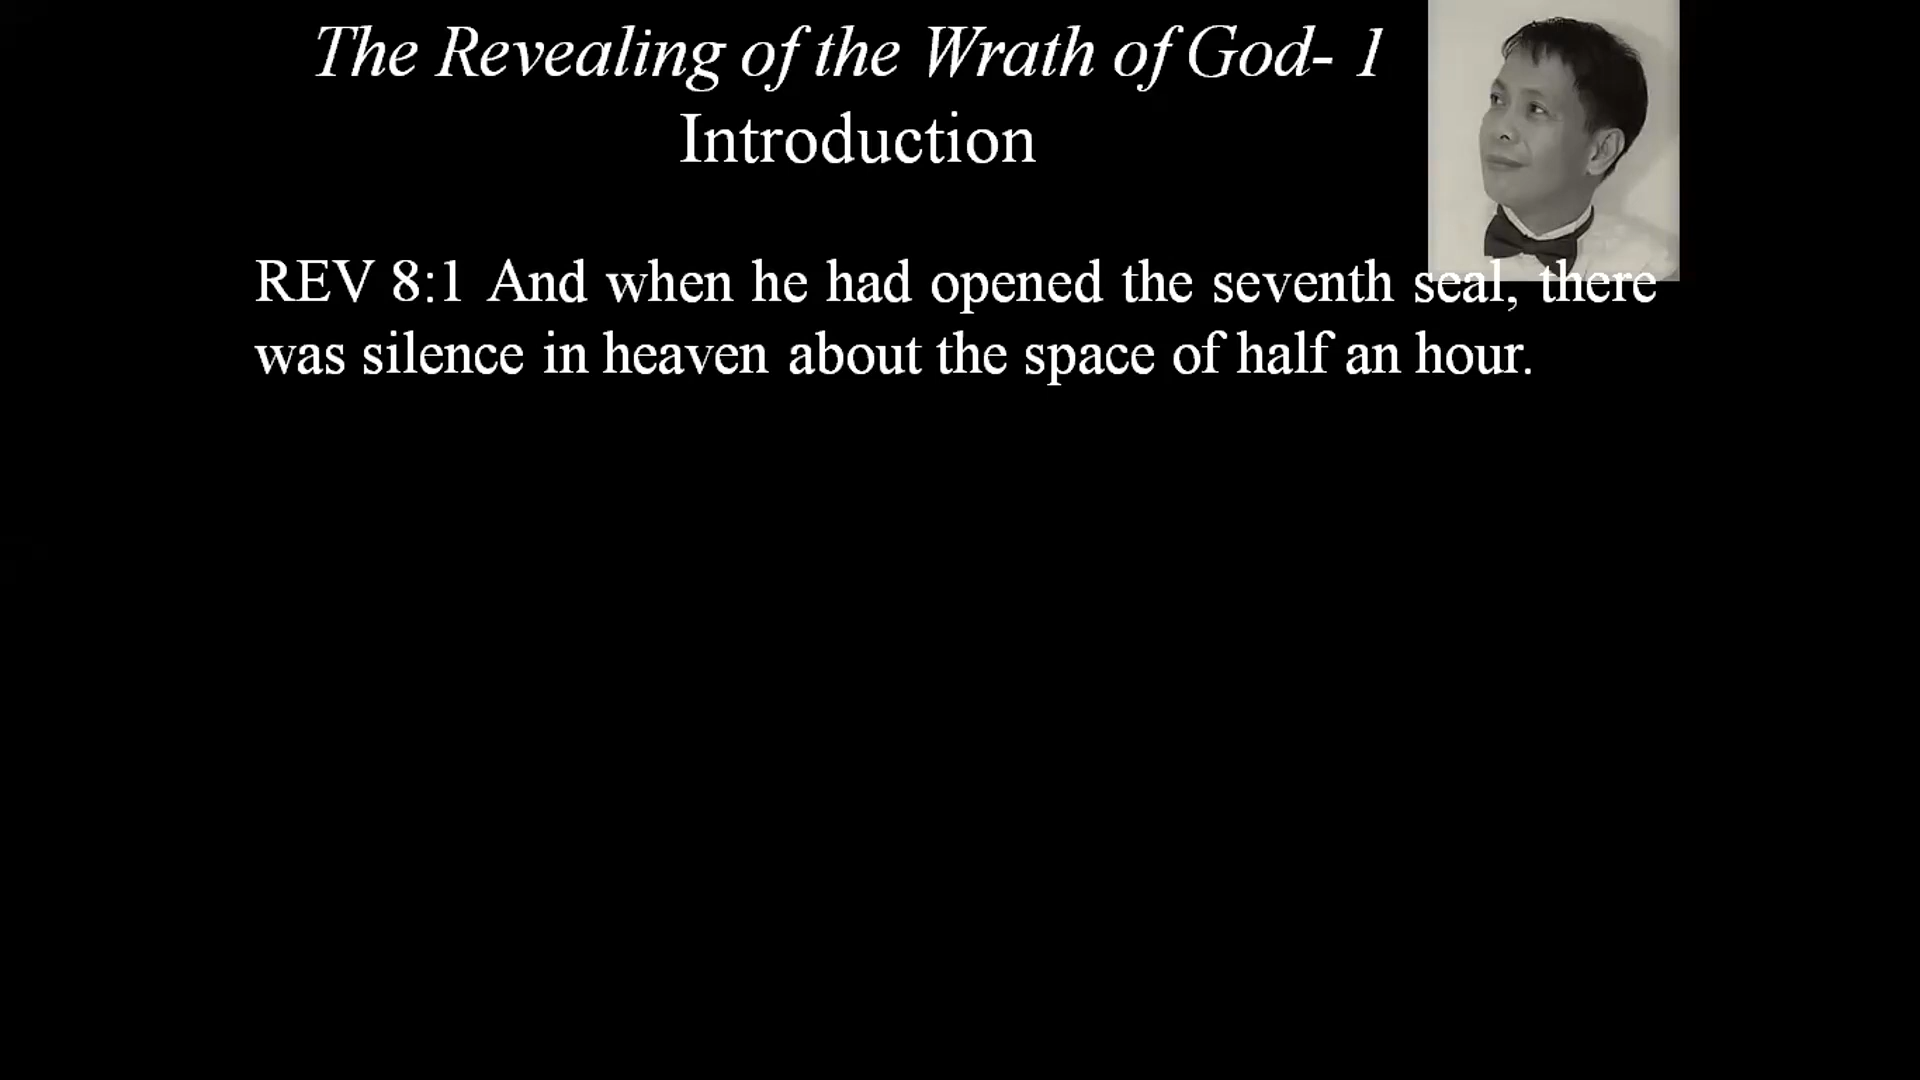 The Revealing of the Wrath of God- 1
Introduction
REV 8:1 And when he had opened the seventh seal, there
was silence in heaven about the space of half an hour.